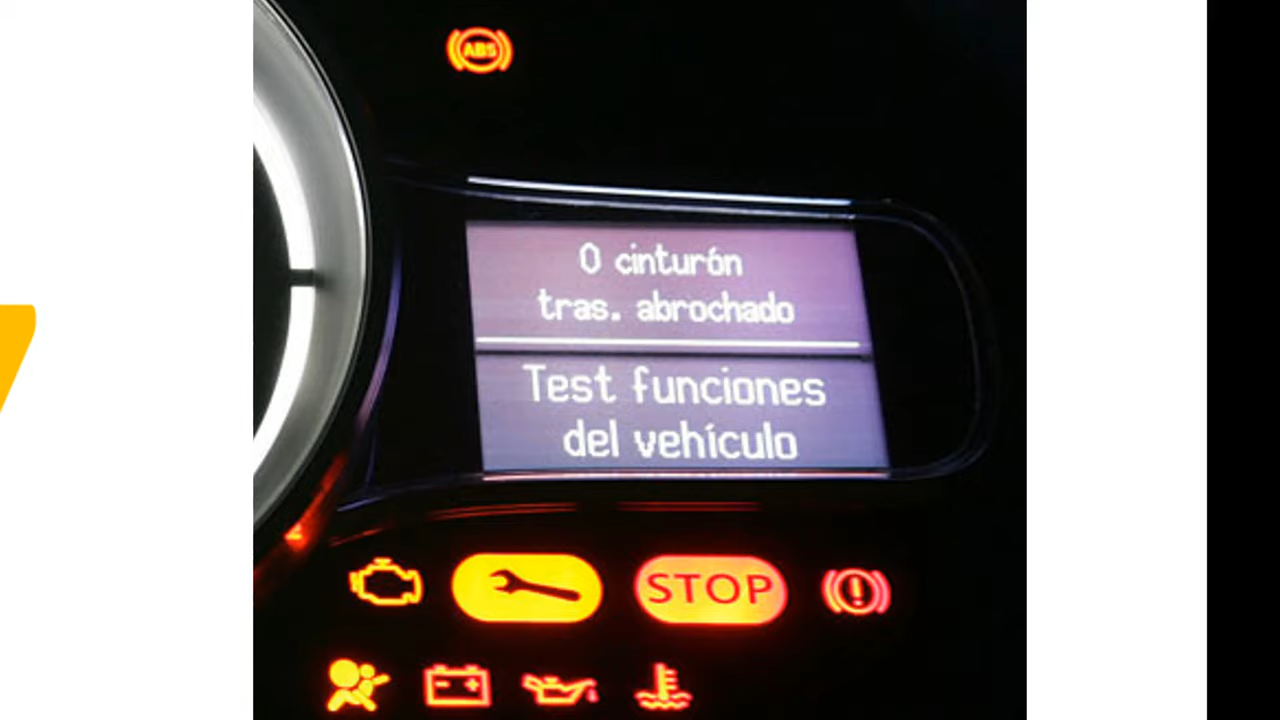 ABS
0 cinturón
tras. abrochado
Test funciones
del vehículo
STOP